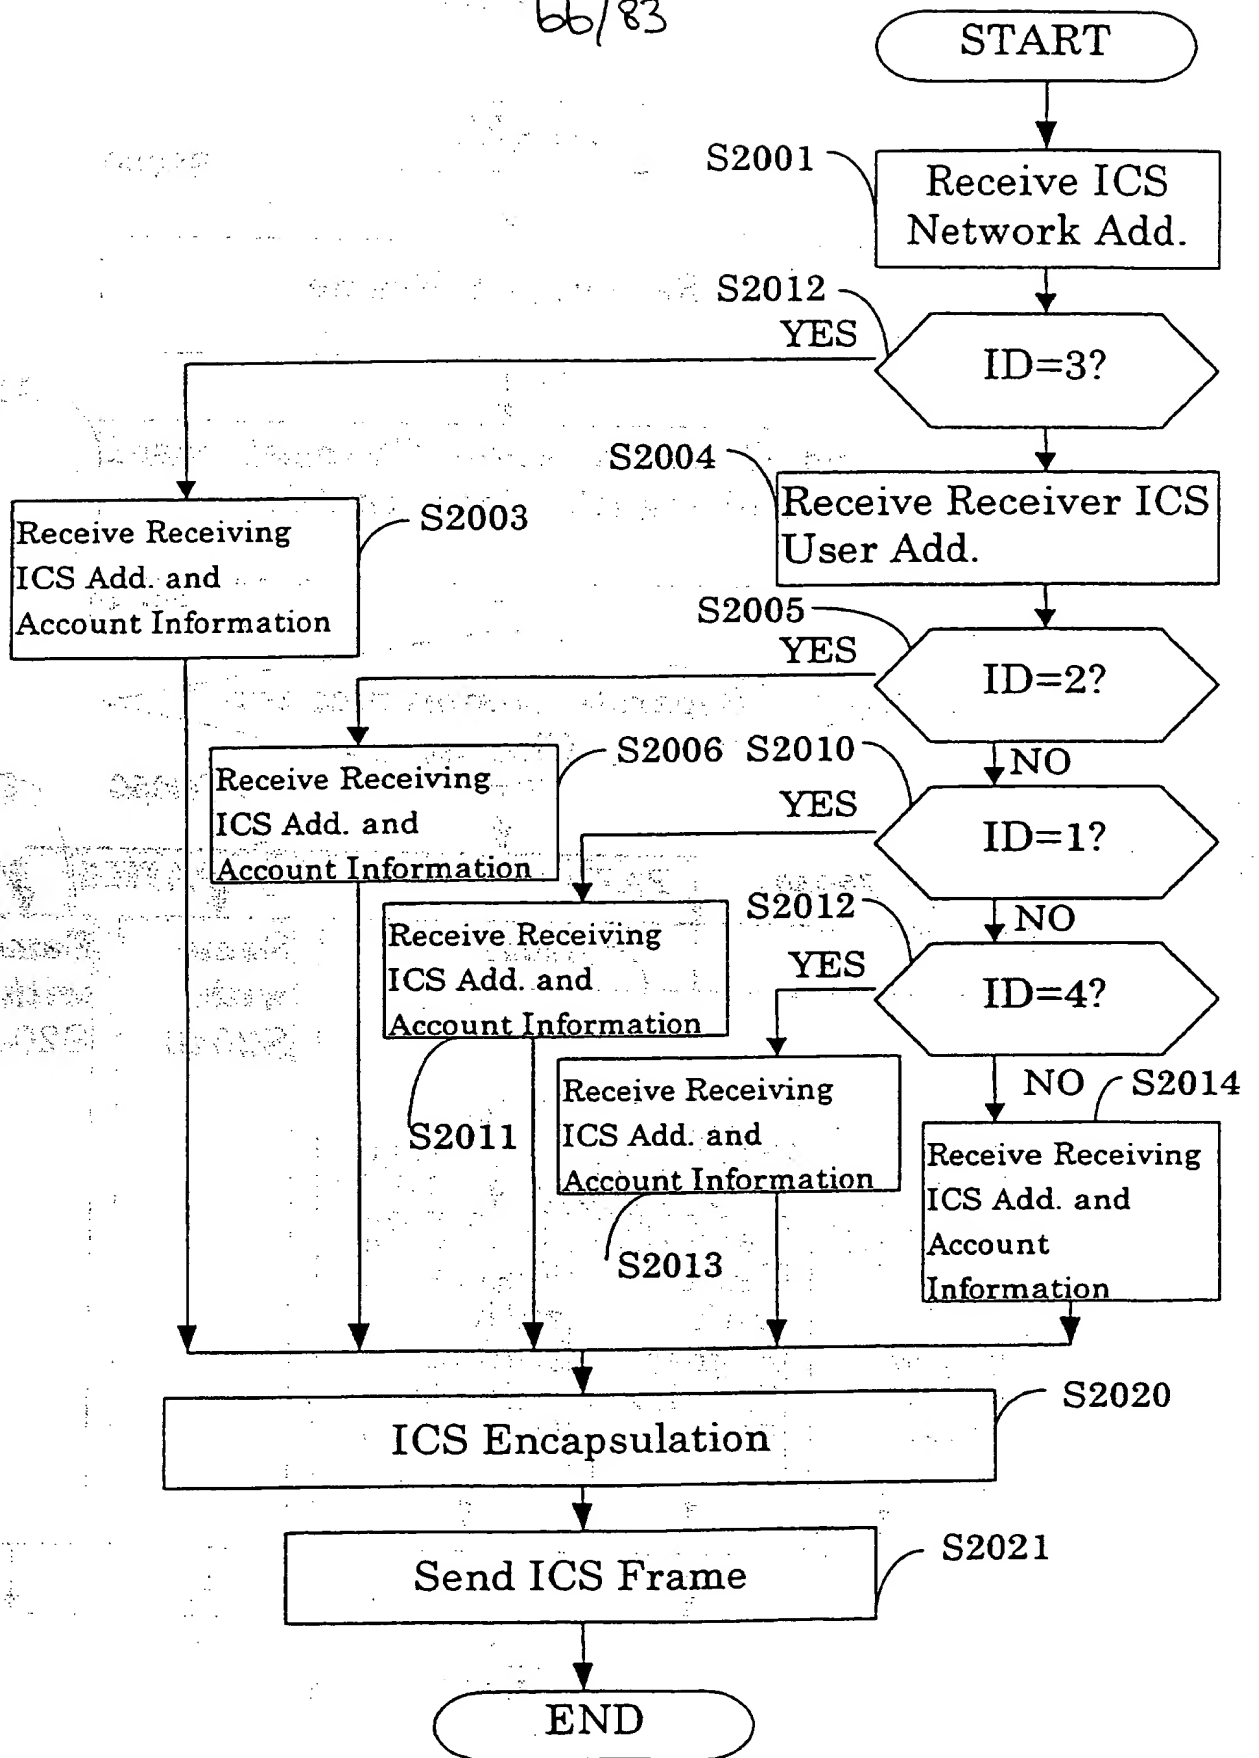 66/83
START
S2001
Receive ICS
Network Add.
S2012
YES
ID=3?
S2004
Receive Receiver ICS
User Add.
S2003
Receive Receiving
ICS Add. and
Account Information
S2005
YES
ID=2?
NO
S2006
Receive Receiving
ICS Add. and
Account Information
S2010
YES
ID=1?
NO
Receive Receiving
ICS Add. and
Account Information
S2011
S2012
YES
ID=4?
NO
Receive Receiving
ICS Add. and
Account Information
S2013
S2014
Receive Receiving
ICS Add. and
Account
Information
S2020
ICS Encapsulation
S2021
Send ICS Frame
END